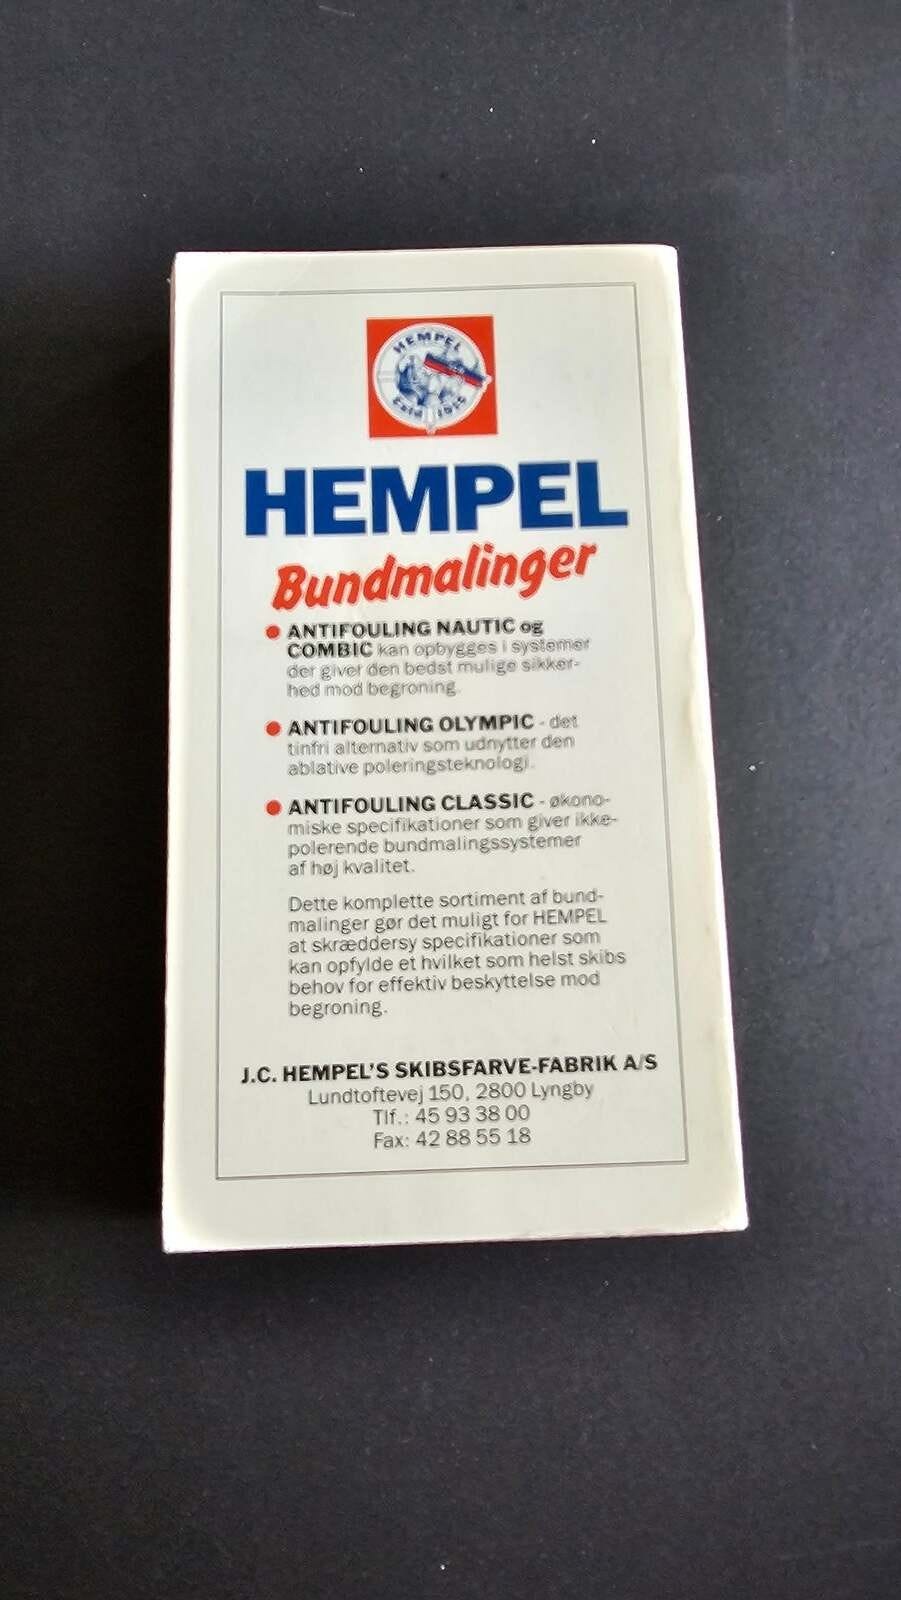 HEMPEL
Estd 1915
HEMPEL
Bundmalinger
• ANTIFOULING NAUTIC og
COMBIC kan opbygges i systemer
der giver den bedst mulige sikker-
hed mod begroning.
• ANTIFOULING OLYMPIC - det
tinfri alternativ som udnytter den
ablative poleringsteknologi.
• ANTIFOULING CLASSIC - økono-
miske specifikationer som giver ikke-
polerende bundmalingssystemer
af høj kvalitet.
Dette komplette sortiment af bund-
malinger gør det muligt for HEMPEL
at skræddersy specifikationer som
kan opfylde et hvilket som helst skibs
behov for effektiv beskyttelse mod
begroning.
J.C. HEMPEL'S SKIBSFARVE-FABRIK A/S
Lundtoftevej 150, 2800 Lyngby
Tlf.: 45 93 38 00
Fax: 42 88 55 18